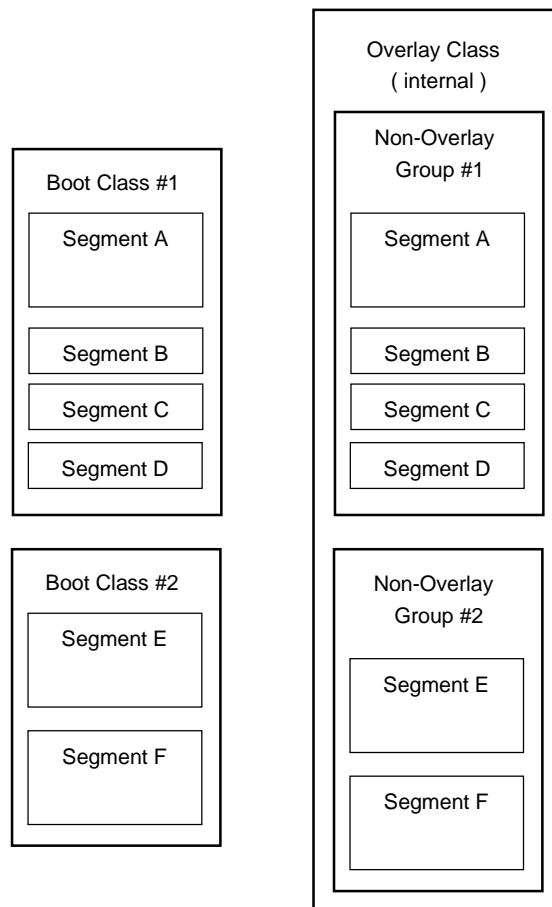 Boot Class #1
Segment A
Segment B
Segment C
Segment D
Boot Class #2
Segment E
Segment F
Overlay Class
( internal )
Non-Overlay
Group #1
Segment A
Segment B
Segment C
Segment D
Non-Overlay
Group #2
Segment E
Segment F